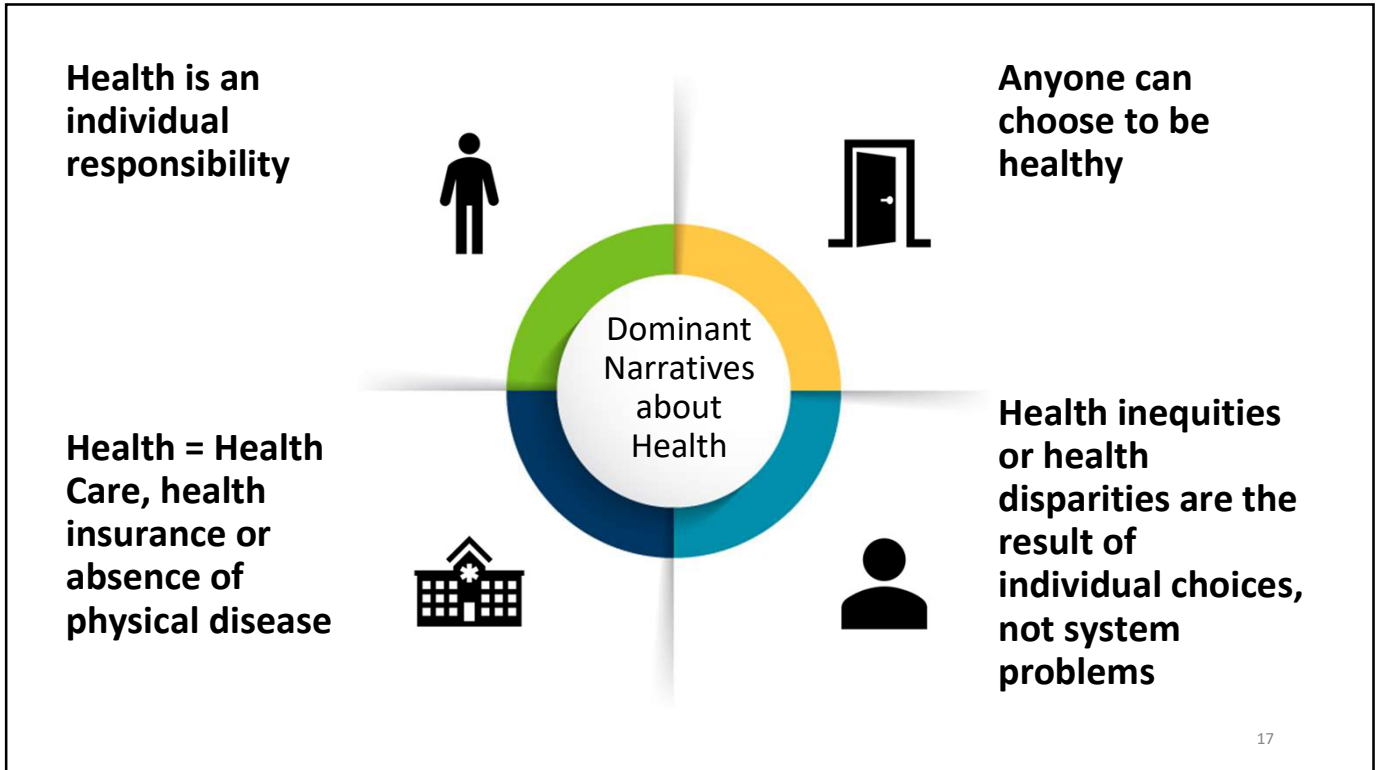 Health is an
individual
responsibility
Anyone can
choose to be
healthy
Dominant
Narratives
about
Health
Health = Health
Care, health
insurance or
absence of
physical disease
Health inequities
or health
disparities are the
result of
individual choices,
not system
problems
17